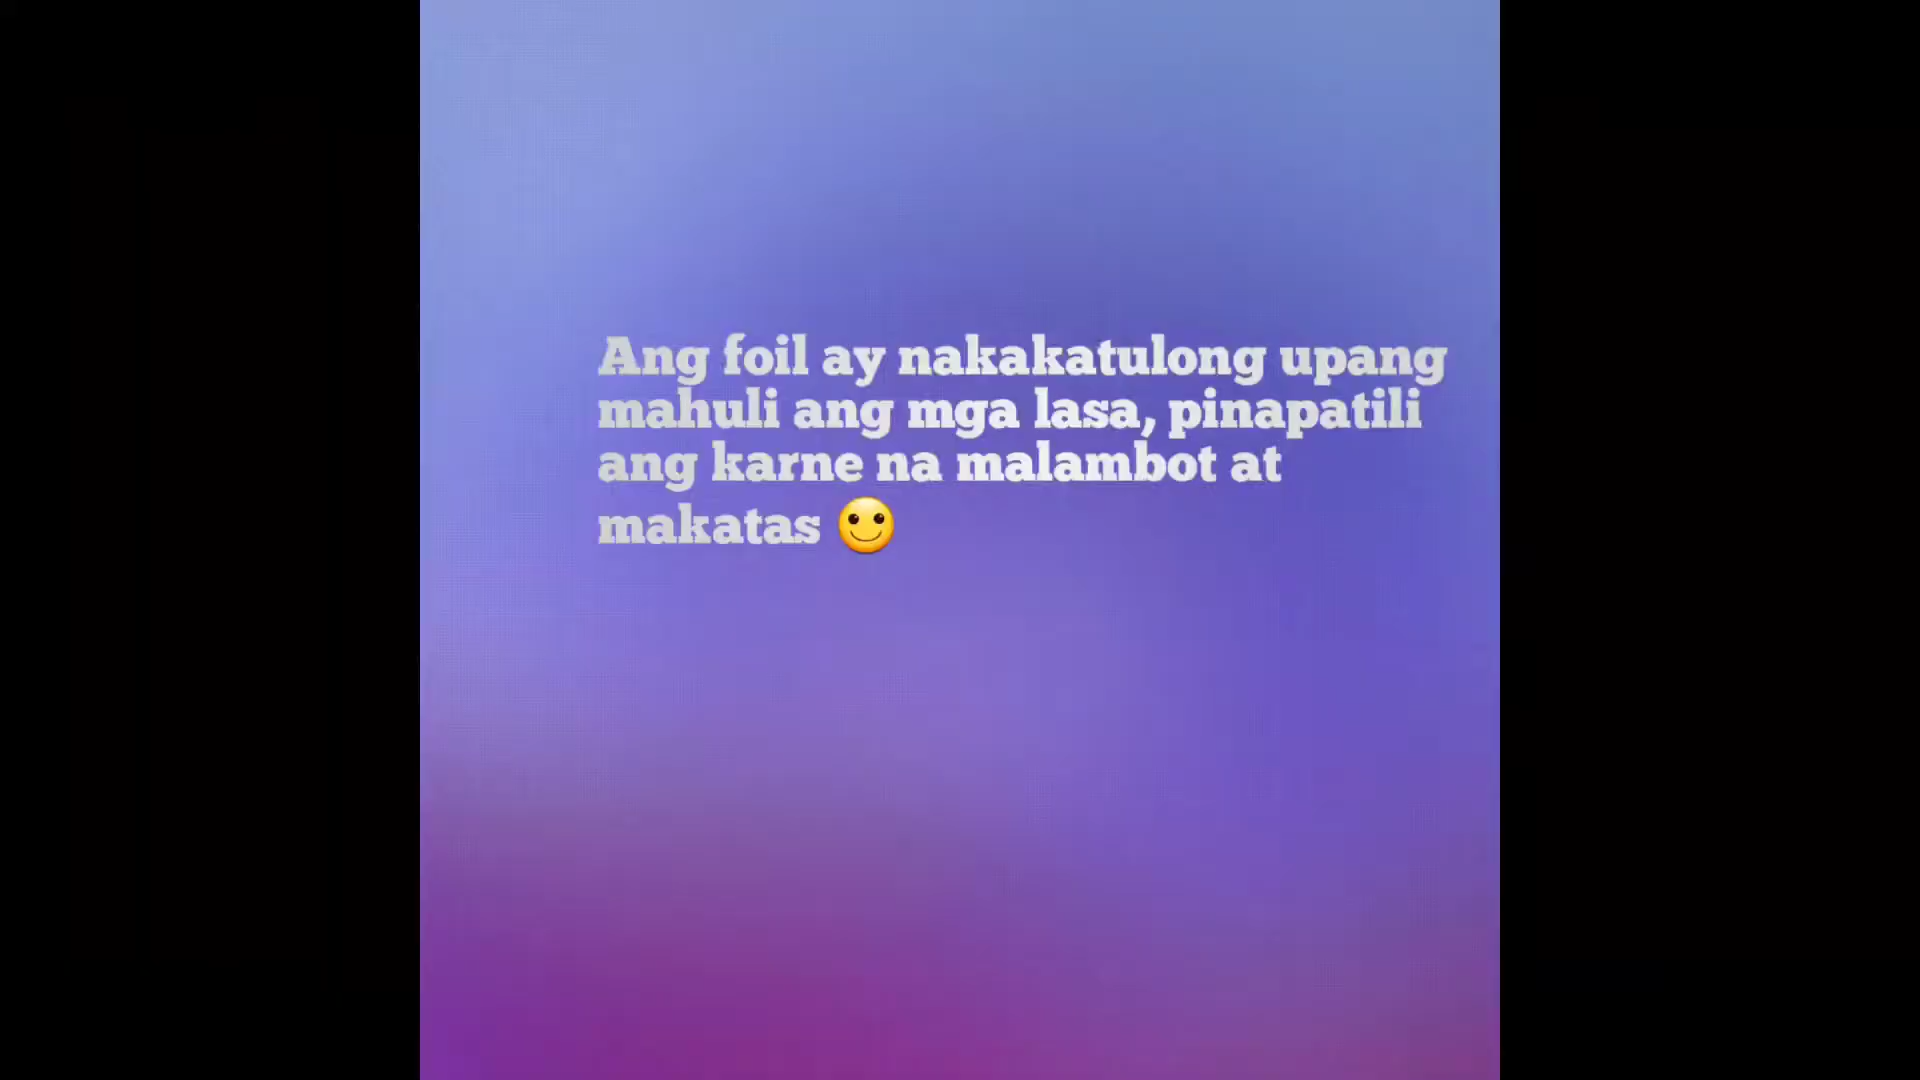 Ang foil ay nakakatulong upang
mahuli ang mga lasa, pinapatili
ang karne na malambot at
makatas 🙂